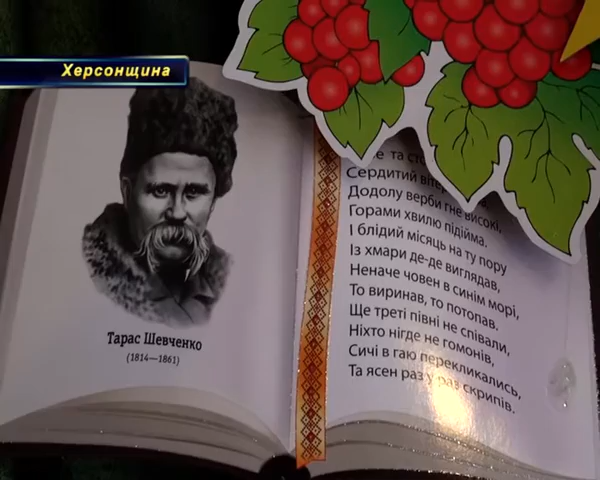 Херсонщина
Тарас Шевченко
(1814—1861)
та
Сердитий
Додолу верби гне високі,
Горами хвилю підійма.
І блідий місяць на ту пору
Із хмари де-де виглядав,
Неначе човен в синім морі,
То виринав, то потопав.
Ще треті півні не співали,
Ніхто нігде не гомонів,
Сичі в гаю перекликались,
Та ясен раз у раз скрипів.